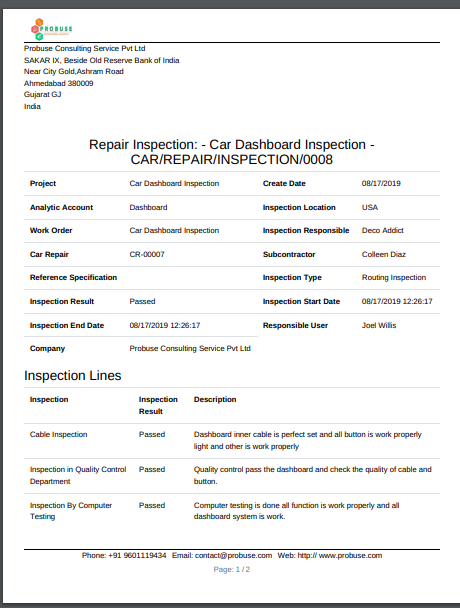 PROBUSE
Probuse Consulting Service Pvt Ltd
SAKAR IX, Beside Old Reserve Bank of India
Near City Gold,Ashram Road
Ahmedabad 380009
Gujarat GJ
India
Repair Inspection: - Car Dashboard Inspection -
CAR/REPAIR/INSPECTION/0008
Project Car Dashboard Inspection Create Date 08/17/2019
Analytic Account Dashboard Inspection Location USA
Work Order Car Dashboard Inspection Inspection Responsible Deco Addict
Car Repair CR-00007 Subcontractor Colleen Diaz
Reference Specification Inspection Type Routing Inspection
Inspection Result Passed Inspection Start Date 08/17/2019 12:26:17
Inspection End Date 08/17/2019 12:26:17 Responsible User Joel Willis
Company Probuse Consulting Service Pvt Ltd
Inspection Lines
Inspection Inspection Description
Result
Cable Inspection Passed Dashboard inner cable is perfect set and all button is work properly
light and other is work properly
Inspection in Quality Control Passed Quality control pass the dashboard and check the quality of cable and
Department button.
Inspection By Computer Passed Computer testing is done all function is work properly and all
Testing dashboard system is work.
Phone: +91 9601119434 Email: contact@probuse.com Web: http:// www.probuse.com
Page: 1 / 2